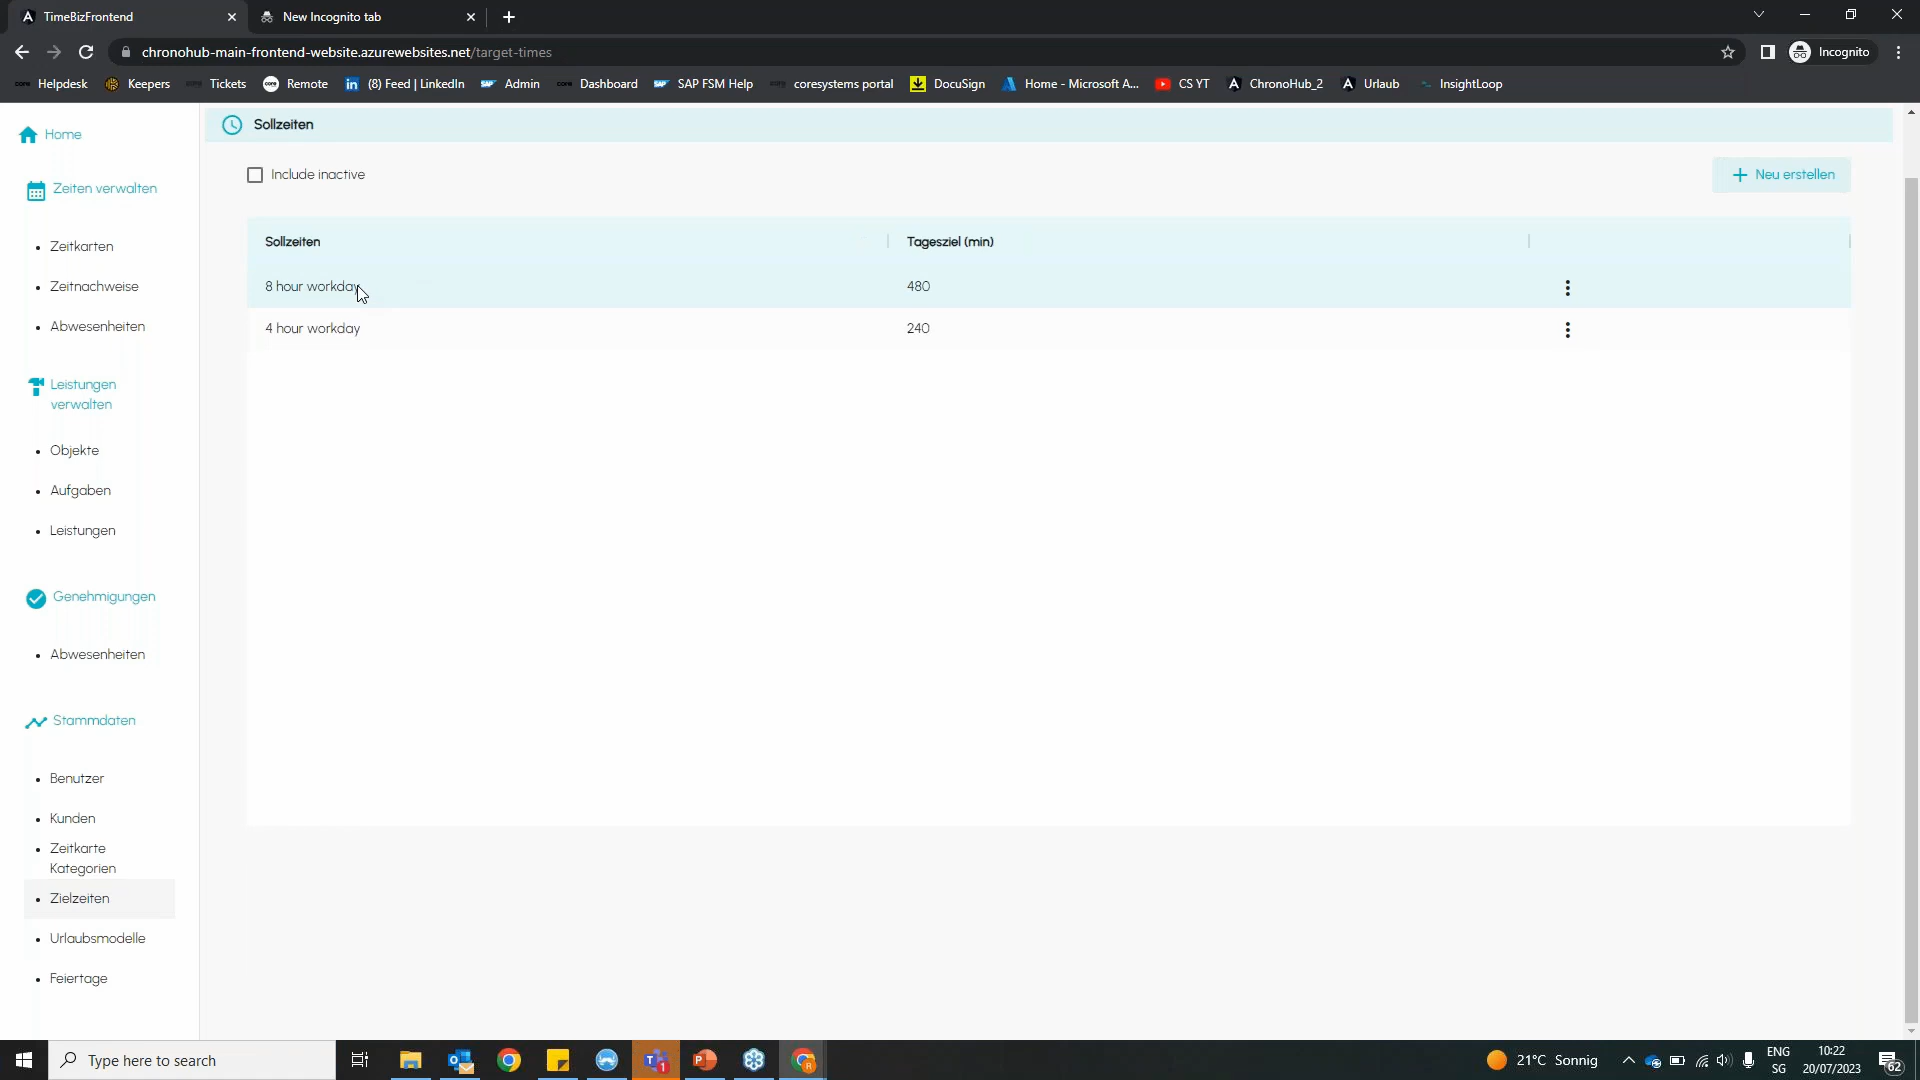 TimeBizFrontend
New Incognito tab
chronohub-main-frontend-website.azurewebsites.net/target-times
Incognito
Helpdesk
Keepers
Tickets
Remote
(8) Feed | LinkedIn
Admin
Dashboard
SAP FSM Help
coresystems portal
DocuSign
Home - Microsoft A...
CS YT
ChronoHub_2
Urlaub
InsightLoop
Home
Zeiten verwalten
Zeitkarten
Zeitnachweise
Abwesenheiten
Leistungen
verwalten
Objekte
Aufgaben
Leistungen
Genehmigungen
Abwesenheiten
Stammdaten
Benutzer
Kunden
Zeitkarte
Kategorien
Zielzeiten
Urlaubsmodelle
Feiertage
Sollzeiten
Include inactive
Neu erstellen
Sollzeiten
Tagesziel (min)
8 hour workday
480
4 hour workday
240
Type here to search
21°C Sonnig
ENG
SG
10:22
20/07/2023
62